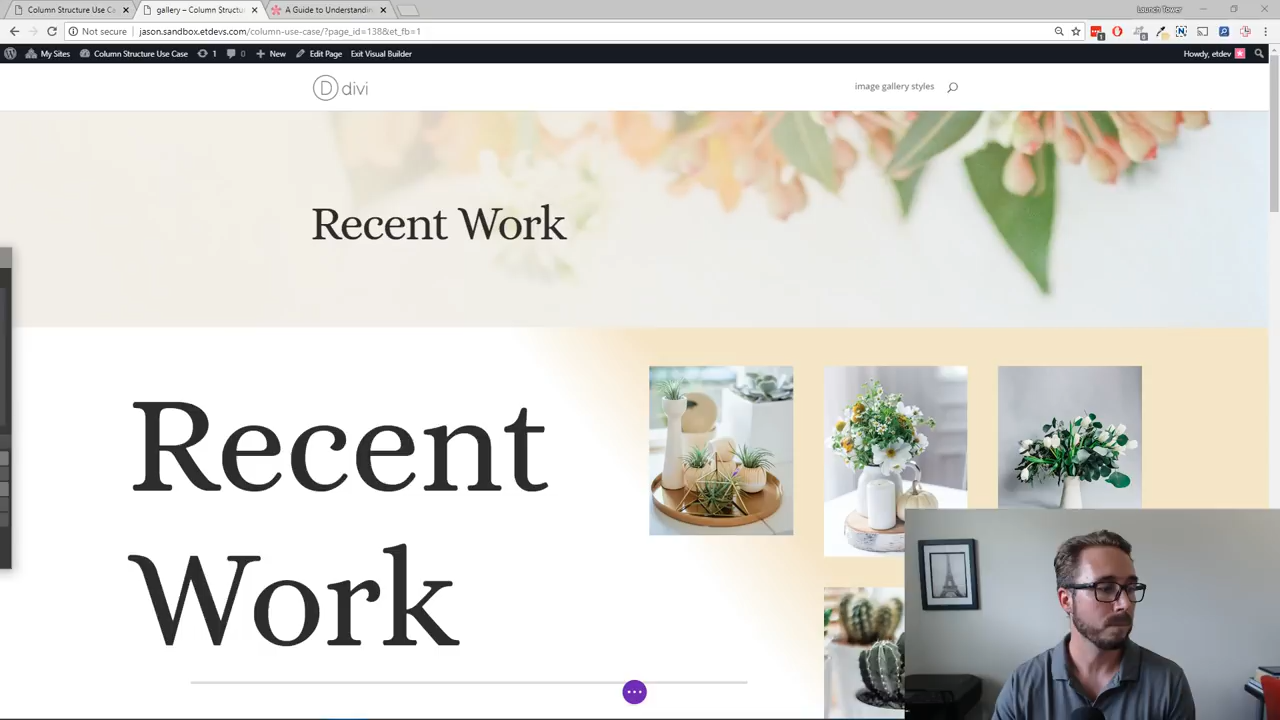 Column Structure Use Ca
gallery – Column Structu
A Guide to Understandin
Launch Tower
Not secure
jason.sandbox.etdevs.com/column-use-case/?page_id=138&et_fb=1
My Sites
Column Structure Use Case
1
0
New
Edit Page
Exit Visual Builder
Howdy, etdev
D divi
image gallery styles
Recent Work
Recent
Work